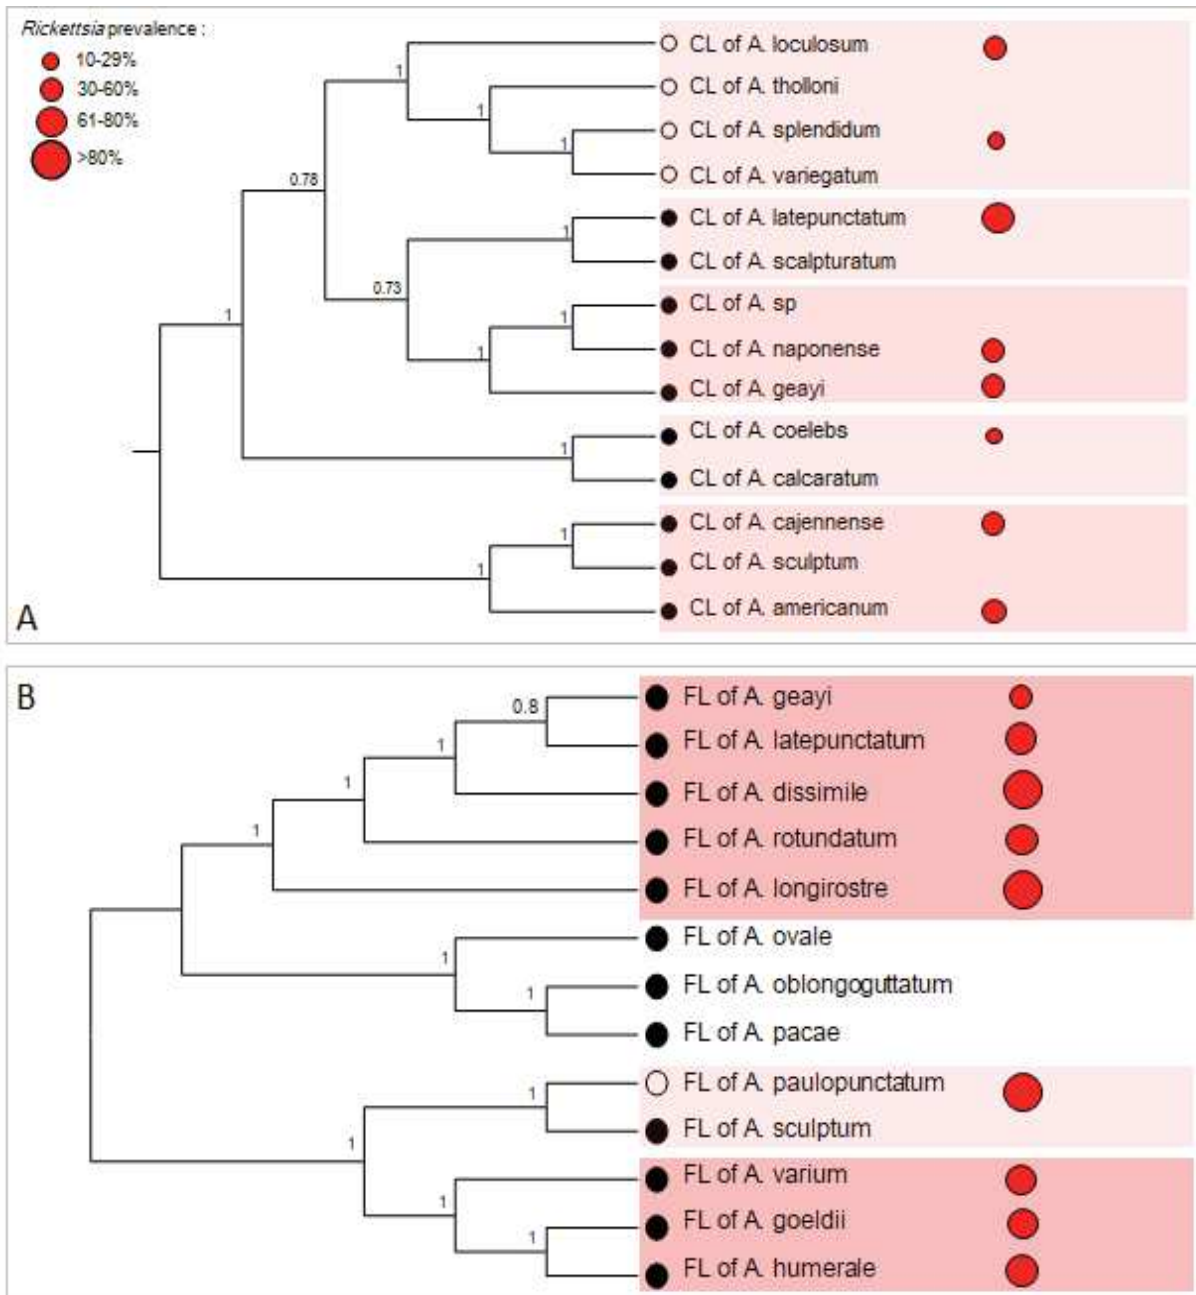 Rickettsia prevalence :
10-29%
30-60%
61-80%
>80%
CL of A. loculosum
1
CL of A. tholloni
1
CL of A. splendidum
1
CL of A. variegatum
0.78
CL of A. latepunctatum
1
CL of A. scalpturatum
0.73
CL of A. sp
1
1
CL of A. naponense
1
CL of A. geayi
CL of A. coelebs
1
CL of A. calcaratum
CL of A. cajennense
1
CL of A. sculptum
1
CL of A. americanum
A
B
FL of A. geayi
0.8
FL of A. latepunctatum
1
FL of A. dissimile
1
FL of A. rotundatum
1
FL of A. longirostre
FL of A. ovale
1
FL of A. oblongoguttatum
1
FL of A. pacae
FL of A. paulopunctatum
1
FL of A. sculptum
1
FL of A. varium
1
FL of A. goeldii
1
FL of A. humerale